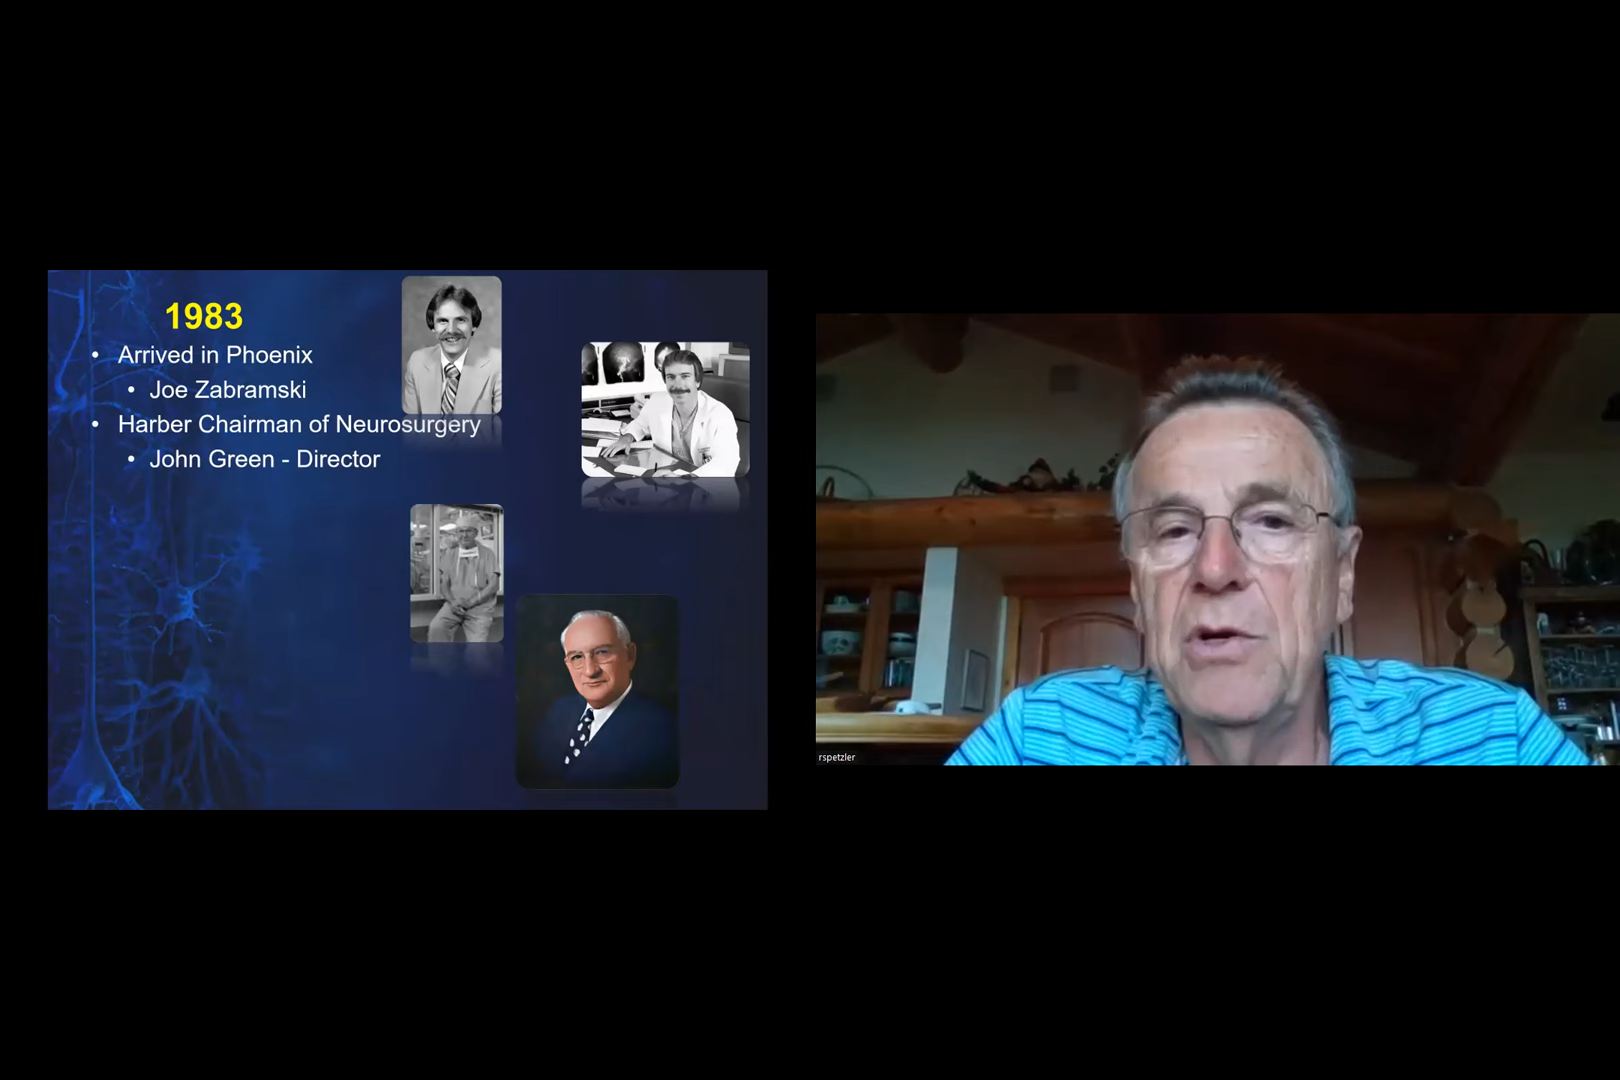 1983
• Arrived in Phoenix
• Joe Zabramski
• Harber Chairman of Neurosurgery
• John Green - Director
rspetzler